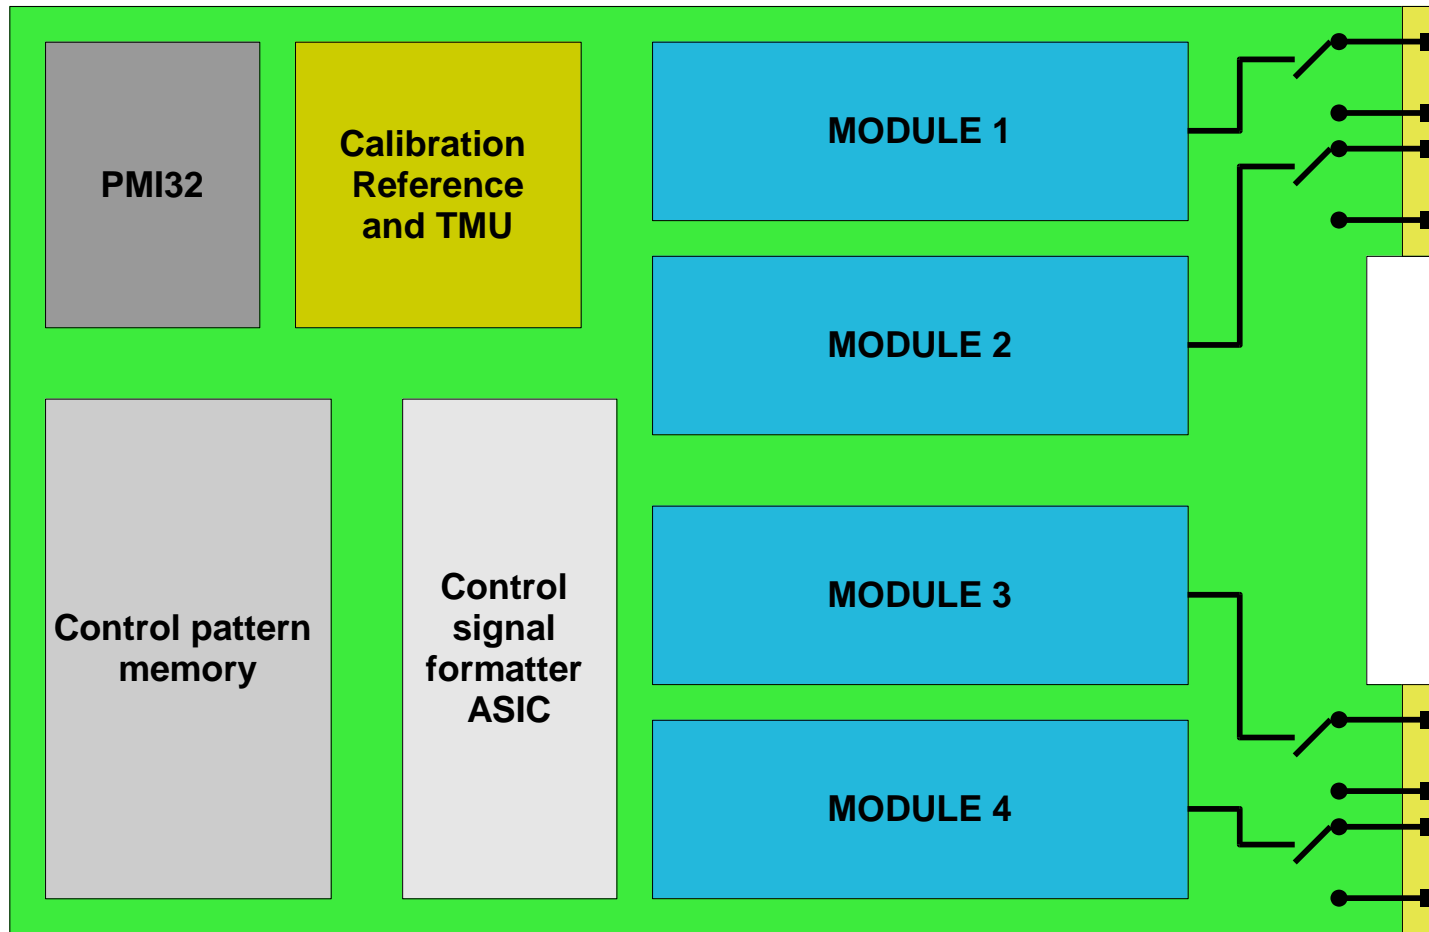 PMI32
Calibration
Reference
and TMU
MODULE 1
MODULE 2
Control pattern
memory
Control
signal
formatter
ASIC
MODULE 3
MODULE 4